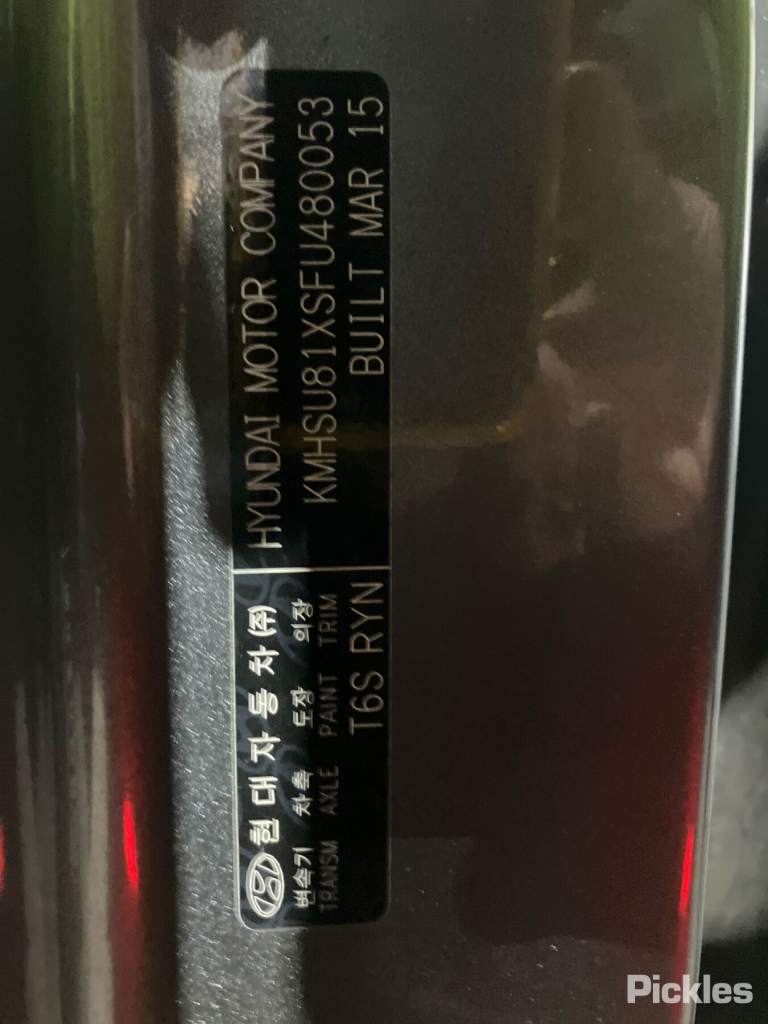 현대자동차(주)
변속기 차축 도장 의장
TRANSM AXLE PAINT TRIM
T6S RYN
HYUNDAI MOTOR COMPANY
KMHSU81XSFU480053
BUILT MAR 15
Pickles